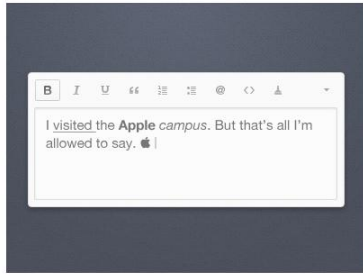 B I U “ @ <>
I visited the Apple campus. But that's all I'm
allowed to say.